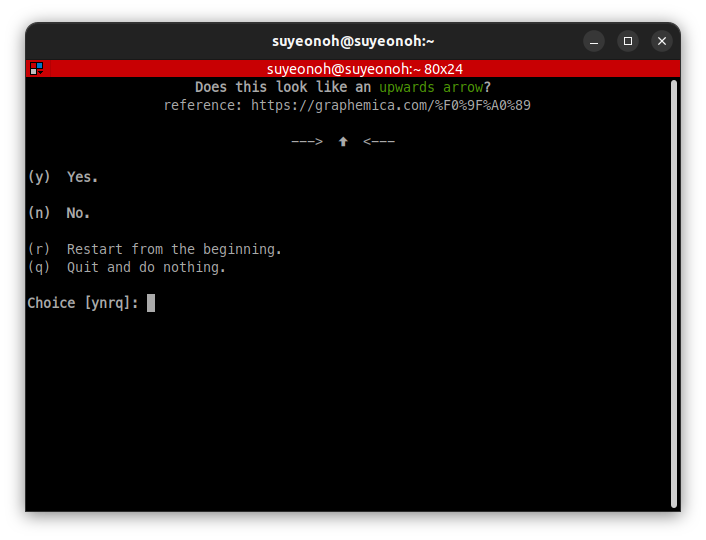 suyeonoh@suyeonoh:~
suyeonoh@suyeonoh:~ 80x24
Does this look like an upwards arrow?
reference: https://graphemica.com/%F0%9F%A0%89
---> 🠉 <---
(y) Yes.
(n) No.
(r) Restart from the beginning.
(q) Quit and do nothing.
Choice [ynrq]: